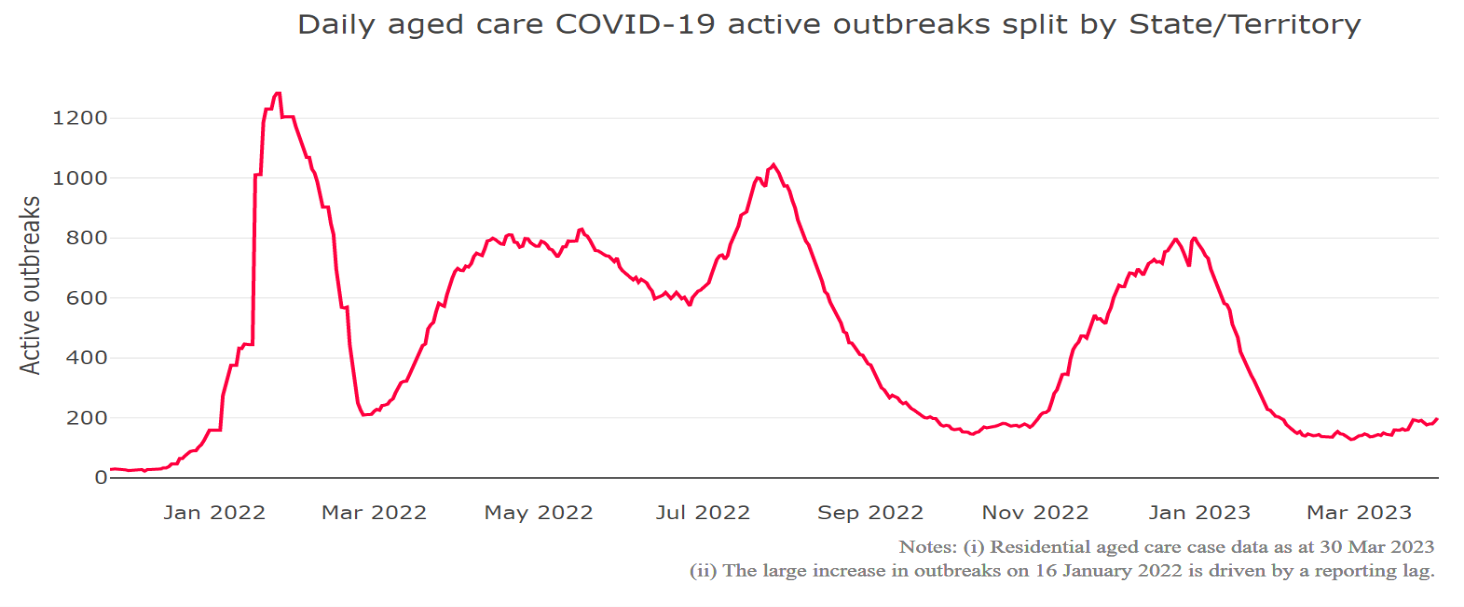 Daily aged care COVID-19 active outbreaks split by State/Territory
Active outbreaks
1200
1000
800
600
400
200
0
Jan 2022 Mar 2022 May 2022 Jul 2022 Sep 2022 Nov 2022 Jan 2023 Mar 2023
Notes: (i) Residential aged care case data as at 30 Mar 2023
(ii) The large increase in outbreaks on 16 January 2022 is driven by a reporting lag.